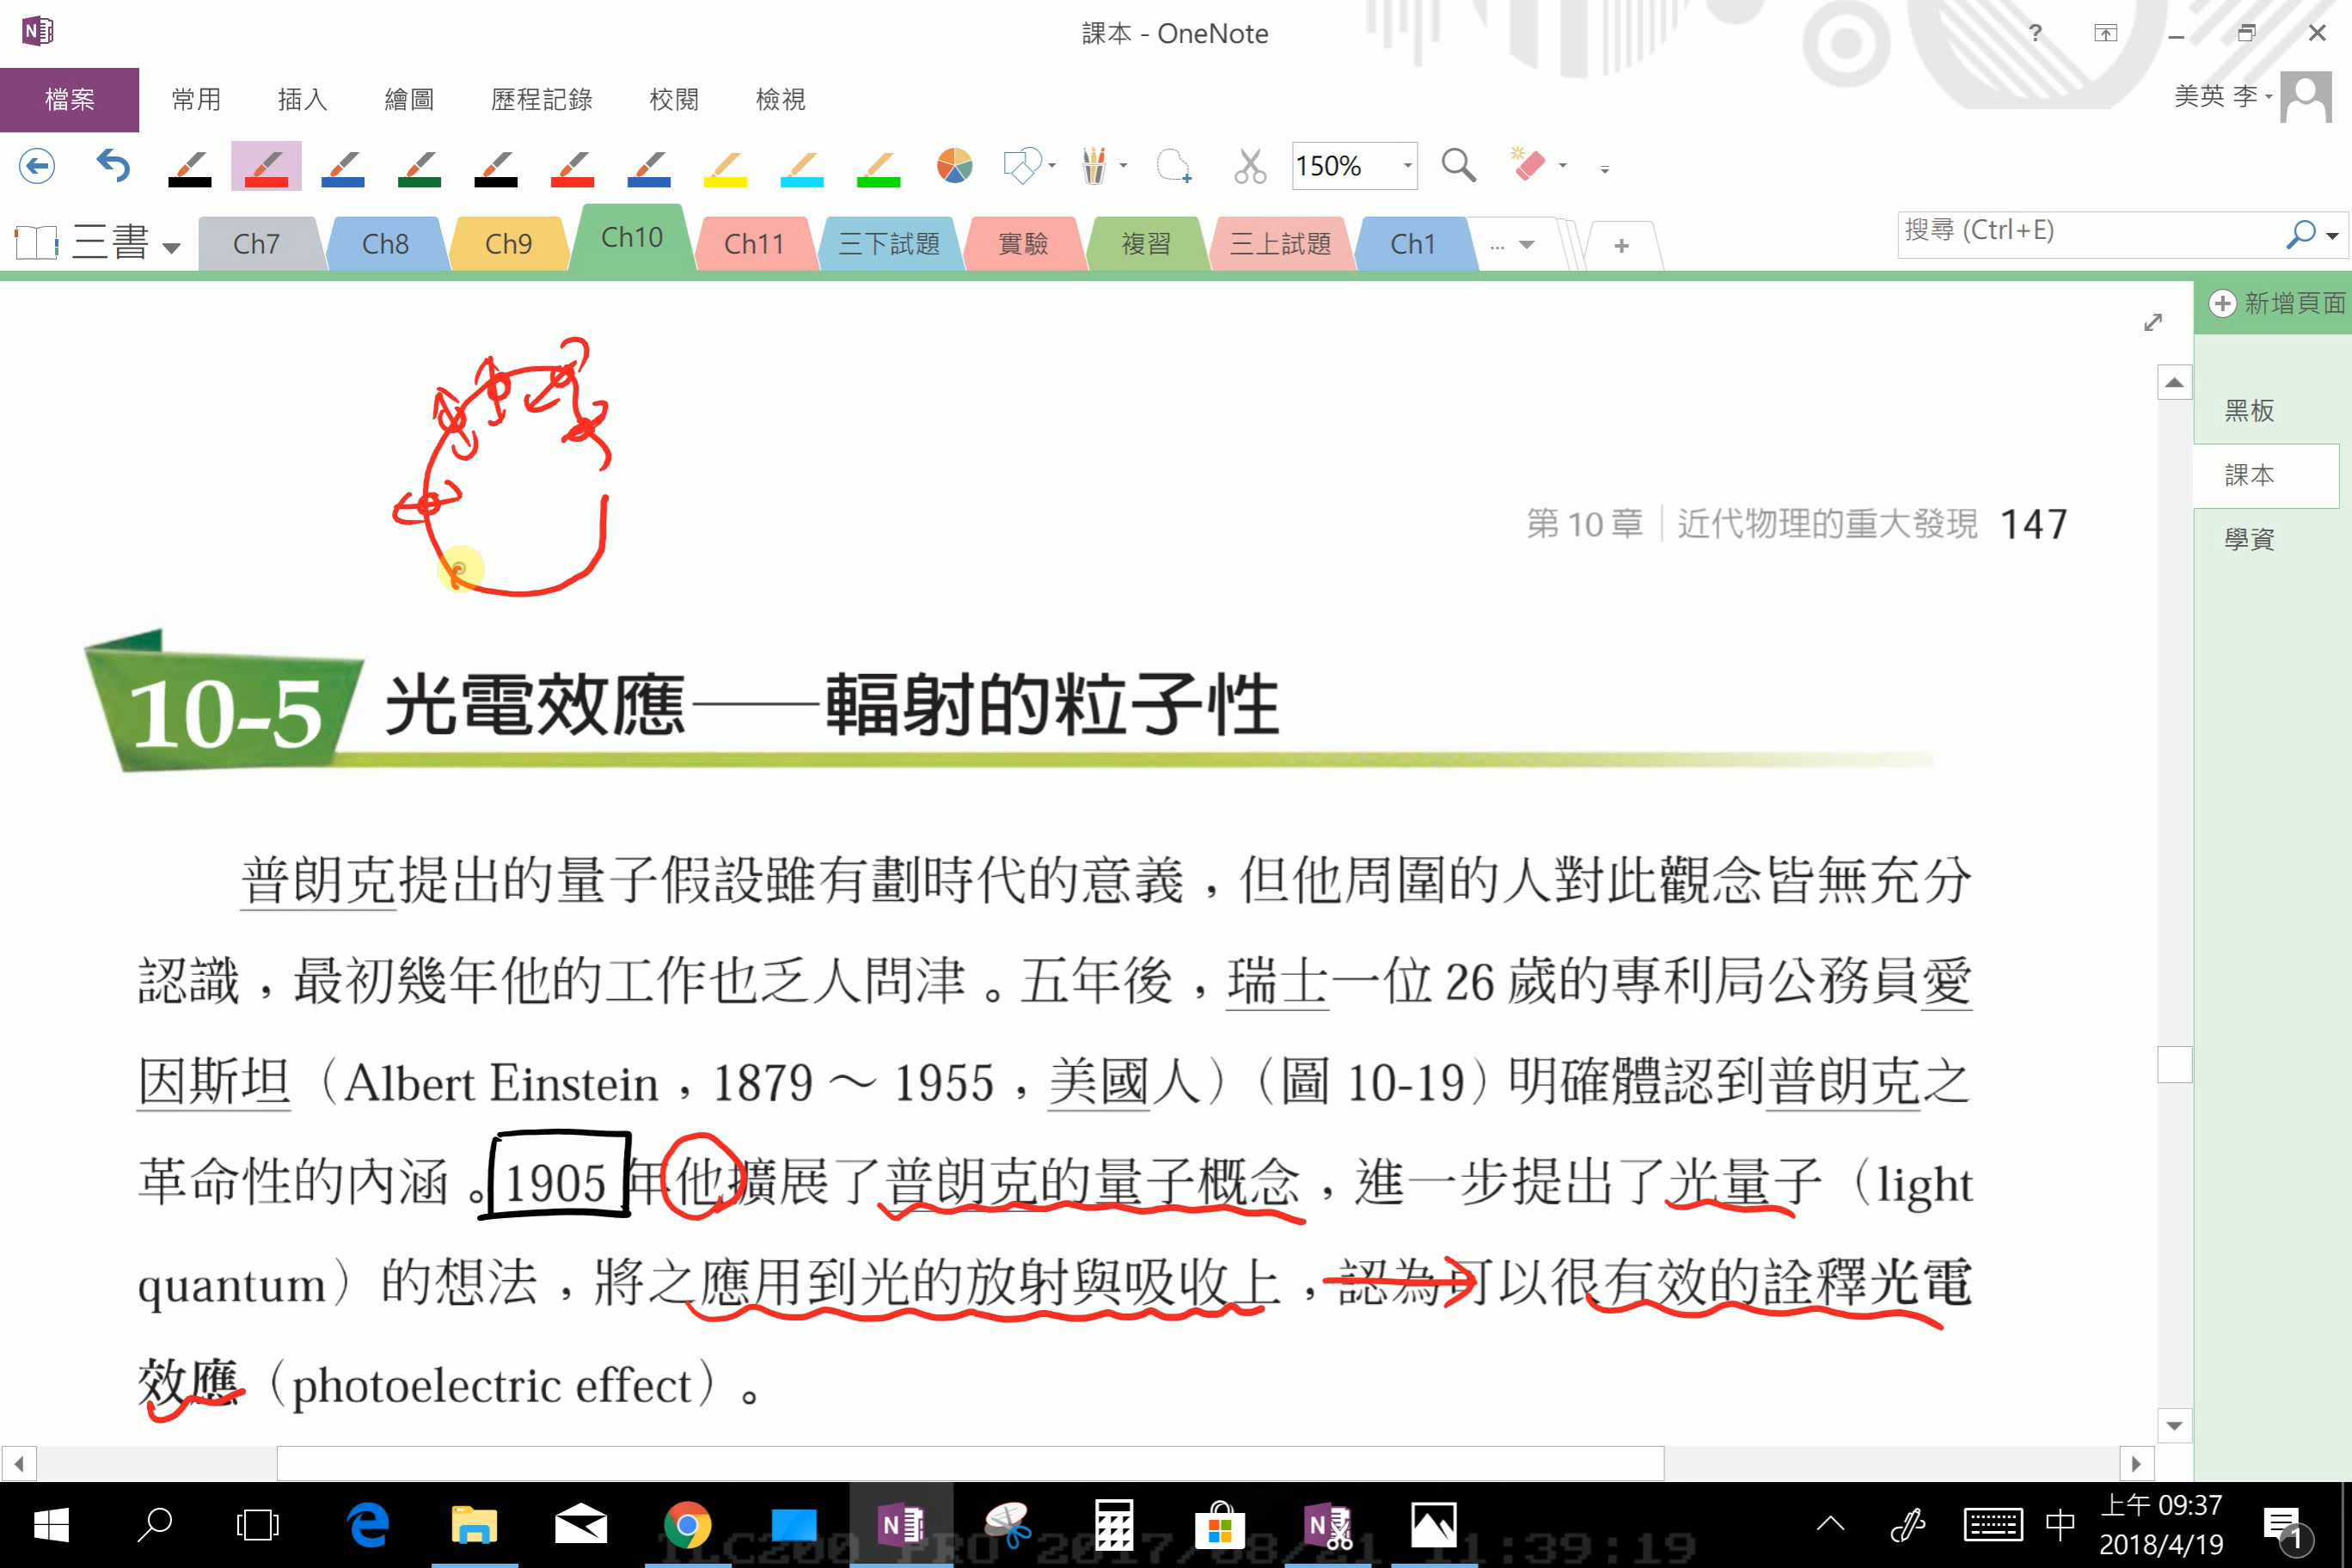 課本 - OneNote
?
檔案 常用 插入 繪圖 歷程記錄 校閱 檢視
美英 李
150%
三書 Ch7 Ch8 Ch9 Ch10 Ch11 三下試題 實驗 複習 三上試題 Ch1 ... +
搜尋 (Ctrl+E)
新增頁面
黑板
課本
學資
第 10 章 | 近代物理的重大發現 147
10-5 光電效應——輻射的粒子性
普朗克提出的量子假設雖有劃時代的意義，但他周圍的人對此觀念皆無充分
認識，最初幾年他的工作也乏人問津。五年後，瑞士一位 26 歲的專利局公務員愛
因斯坦（Albert Einstein，1879～1955，美國人）（圖 10-19）明確體認到普朗克之
革命性的內涵。1905 年他擴展了普朗克的量子概念，進一步提出了光量子（light
quantum）的想法，將之應用到光的放射與吸收上，認為可以很有效的詮釋光電
效應（photoelectric effect）。
中
上午 09:37
2018/4/19
1
TLC200 PRO 2017/08/21 11:39:19